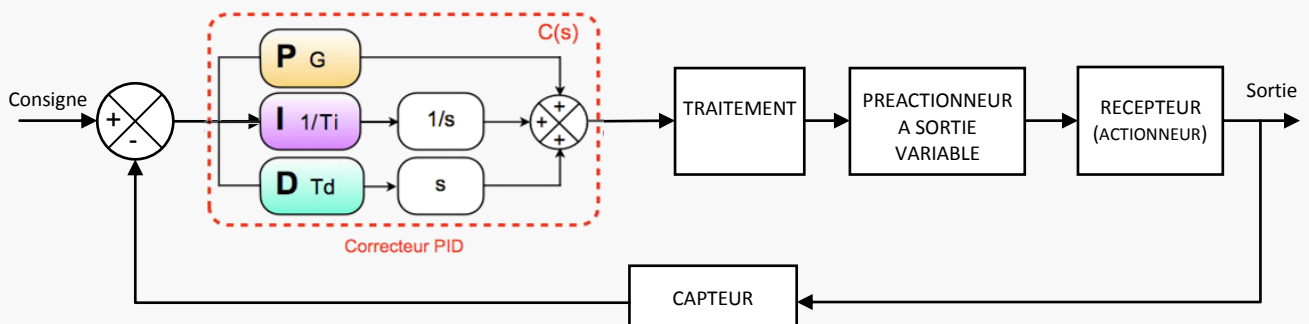 C(s)
Consigne
+
-
P G
I 1/Ti
1/s
D Td
s
+
+
+
Correcteur PID
TRAITEMENT
PREACTIONNEUR
A SORTIE
VARIABLE
RECEPTEUR
(ACTIONNEUR)
Sortie
CAPTEUR